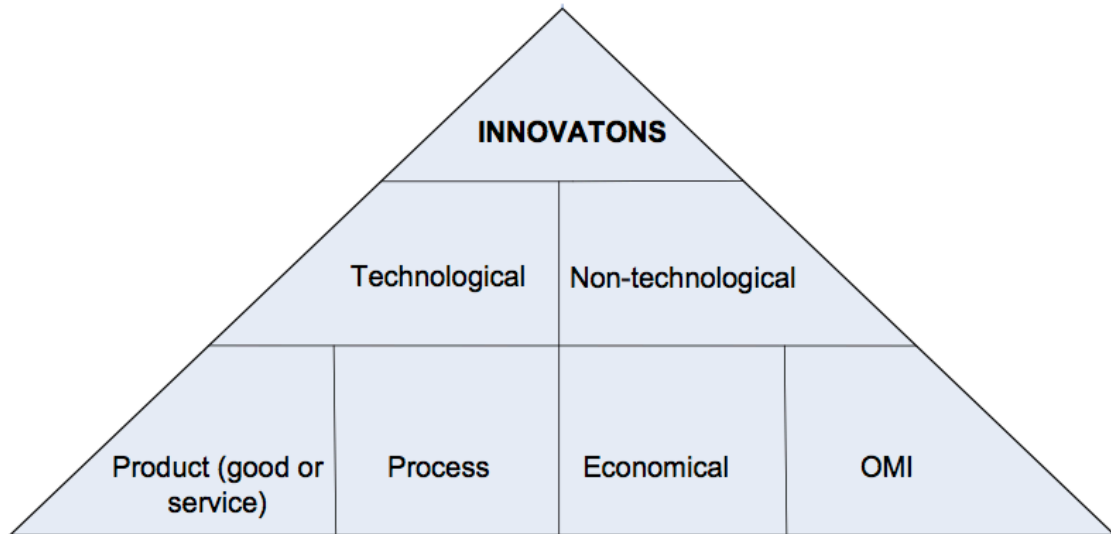 INNOVATONS
Technological
Non-technological
Product (good or
service)
Process
Economical
OMI